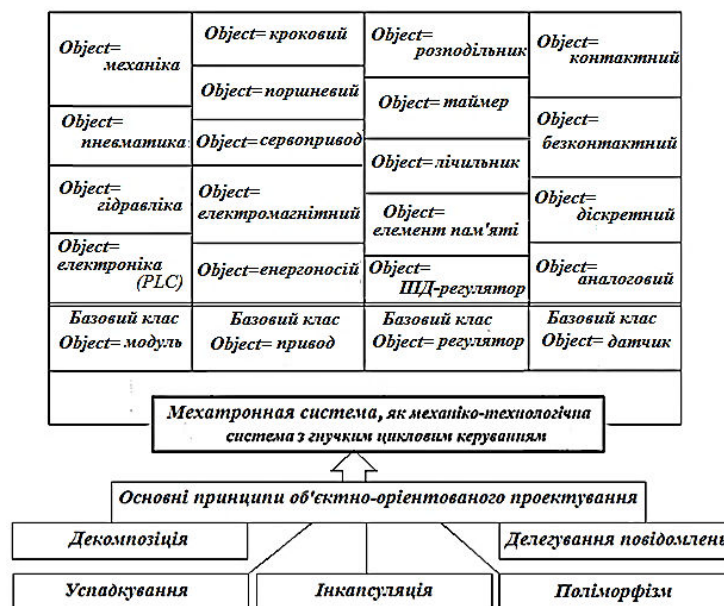 Object=
механіка
Object=
пневматика
Object=
гідравліка
Object=
електроніка
(PLC)
Базовий клас
Object=модуль
Object=кроковий
Object=поршневий
Object=сервопривод
Object=
електромагнітний
Object=енергоносій
Базовий клас
Object= привод
Object=
розподільник
Object= таймер
Object=лічильник
Object=
елемент пам'яті
Object=
ПІД-регулятор
Базовий клас
Object= регулятор
Object=
контактний
Object=
безконтактний
Object=
діскретний
Object=
аналоговий
Базовий клас
Object= датчик
Мехатронная система, як механіко-технологічна
система з гнучким цикловим керуванням
Основні принципи об'єктно-орієнтованого проектування
Декомпозіція
Делегування повідомлень
Успадкування
Інкапсуляція
Поліморфізм